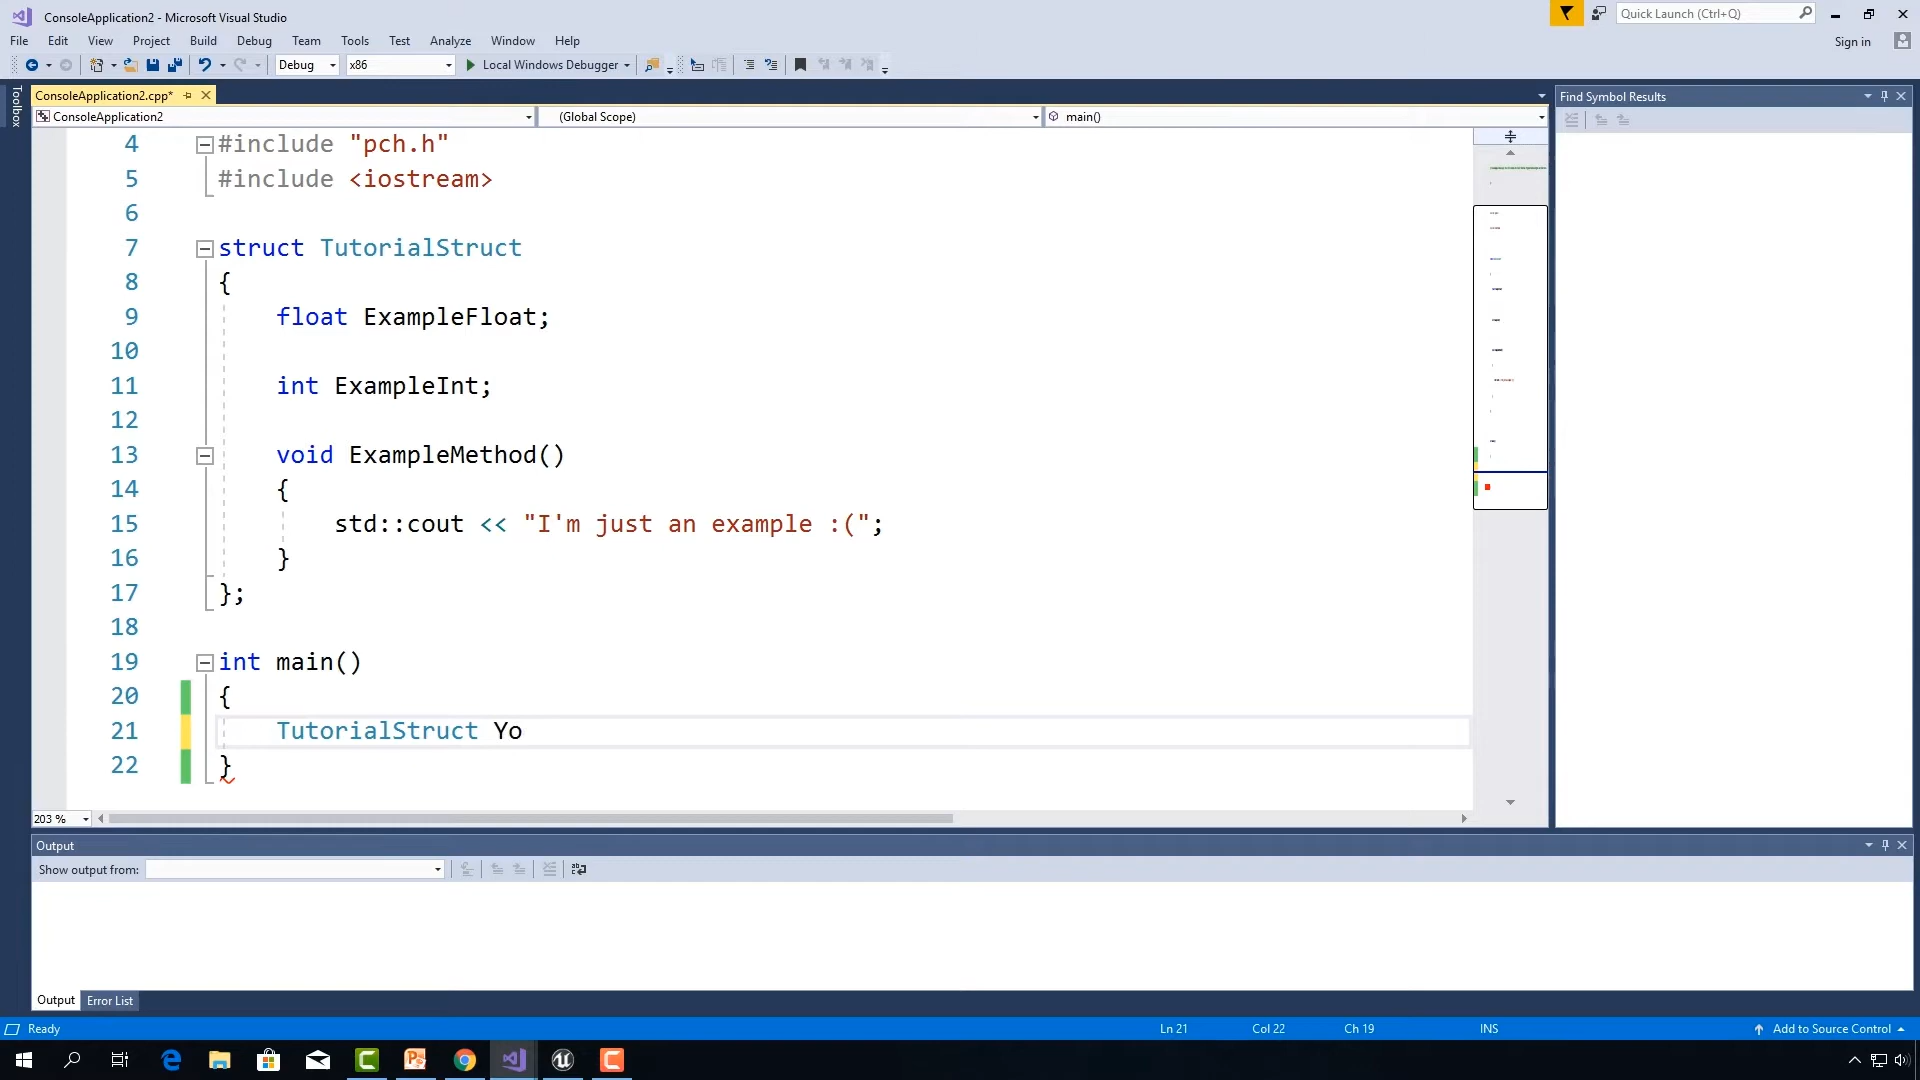 ConsoleApplication2 - Microsoft Visual Studio
Quick Launch (Ctrl+Q)
File Edit View Project Build Debug Team Tools Test Analyze Window Help
Sign in
Debug x86 Local Windows Debugger
Toolbox
ConsoleApplication2.cpp*
Find Symbol Results
ConsoleApplication2 (Global Scope) main()
4 #include "pch.h"
5 #include <iostream>
6
7 struct TutorialStruct
8 {
9 float ExampleFloat;
10
11 int ExampleInt;
12
13 void ExampleMethod()
14 {
15 std::cout << "I'm just an example :(";
16 }
17 };
18
19 int main()
20 {
21 TutorialStruct Yo
22 }
203 %
Output
Show output from:
Output Error List
Ready Ln 21 Col 22 Ch 19 INS Add to Source Control